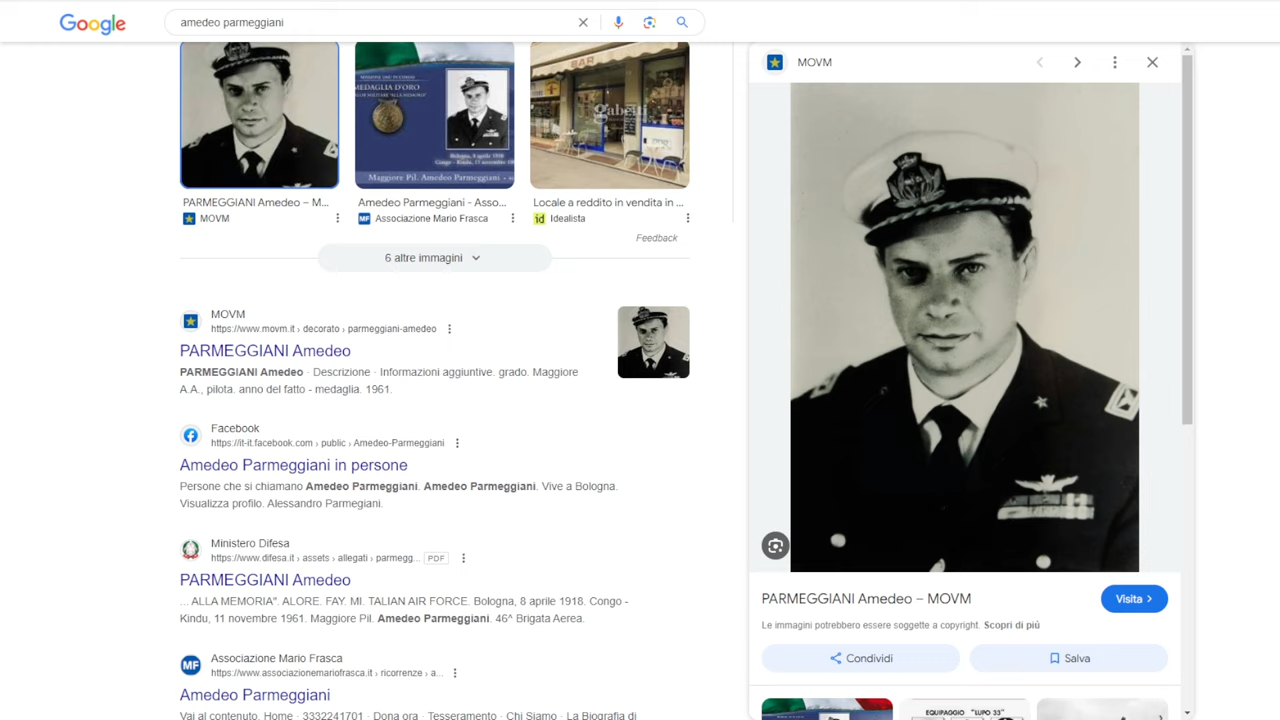 Google
amedeo parmeggiani
BAR
gabetti
MEDAGLIA D'ORO
Bologna, 8 aprile 1918
Maggiore Pil. Amedeo Parmeggiani
PARMEGGIANI Amedeo – M...
MOVM
Amedeo Parmeggiani - Asso...
MF Associazione Mario Frasca
Locale a reddito in vendita in ...
id Idealista
Feedback
6 altre immagini
MOVM
https://www.movm.it › decorato › parmeggiani-amedeo
PARMEGGIANI Amedeo
PARMEGGIANI Amedeo · Descrizione · Informazioni aggiuntive. grado. Maggiore
A.A., pilota. anno del fatto - medaglia. 1961.
Facebook
https://it-it.facebook.com › public › Amedeo-Parmeggiani
Amedeo Parmeggiani in persone
Persone che si chiamano Amedeo Parmeggiani. Amedeo Parmeggiani. Vive a Bologna.
Visualizza profilo. Alessandro Parmegiani.
Ministero Difesa
https://www.difesa.it › assets › allegati › parmegg... PDF
PARMEGGIANI Amedeo
... ALLA MEMORIA". ALORE. FAY. MI. TALIAN AIR FORCE. Bologna, 8 aprile 1918. Congo -
Kindu, 11 novembre 1961. Maggiore Pil. Amedeo Parmeggiani. 46^ Brigata Aerea.
MF
Associazione Mario Frasca
https://www.associazionemariofrasca.it › ricorrenze › a...
Amedeo Parmeggiani
Vai al contenuto. Home · 3332241701 · Dona ora · Tesseramento · Chi Siamo · La Biografia di
MOVM
PARMEGGIANI Amedeo – MOVM
Visita
Le immagini potrebbero essere soggette a copyright. Scopri di più
Condividi
Salva
EQUIPAGGIO "LUPO 33"